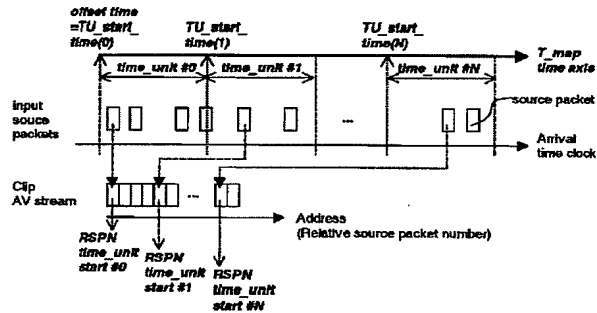 offset time
=TU_start_
time(0)
TU_start_
time(1)
TU_start_
time(N)
T_map
time axis
time_unit #0
time_unit #1
time_unit #N
input
souce
packets
...
source packet
Arrival
time clock
Clip
AV stream
...
Address
(Relative source packet number)
RSPN
time_unit
start #0
RSPN
time_unit
start #1
RSPN
time_unit
start #N